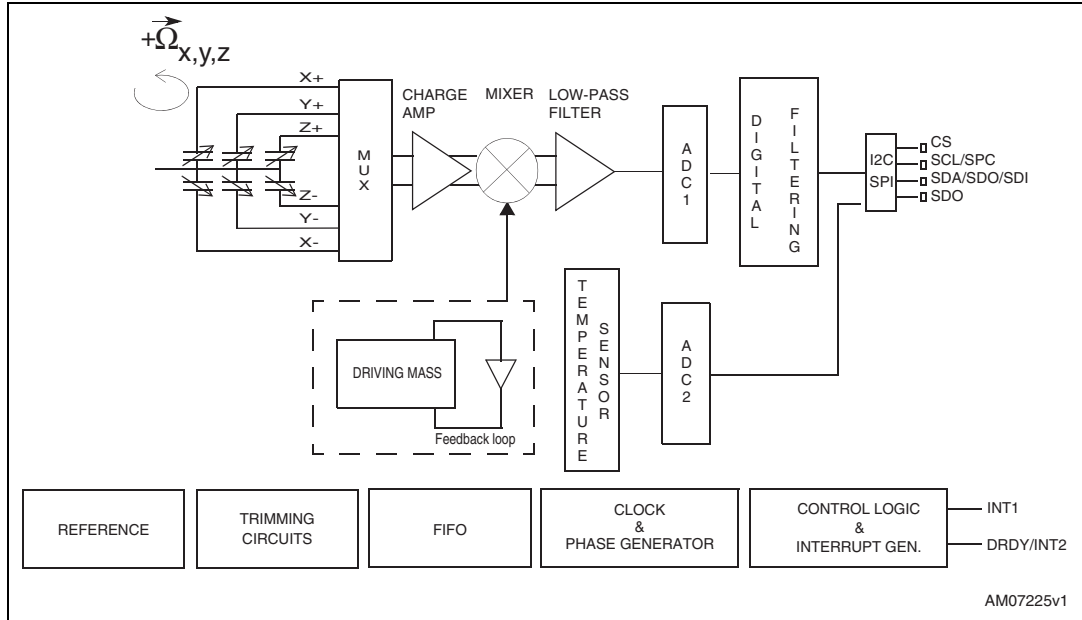 +Ω x,y,z
X+
Y+
Z+
Z-
Y-
X-
MUX
CHARGE
AMP
MIXER
LOW-PASS
FILTER
ADC1
DIGITAL
FILTERING
I2C
SPI
CS
SCL/SPC
SDA/SDO/SDI
SDO
DRIVING MASS
Feedback loop
TEMPERATURE
SENSOR
ADC2
REFERENCE
TRIMMING
CIRCUITS
FIFO
CLOCK
&
PHASE GENERATOR
CONTROL LOGIC
&
INTERRUPT GEN.
INT1
DRDY/INT2
AM07225v1